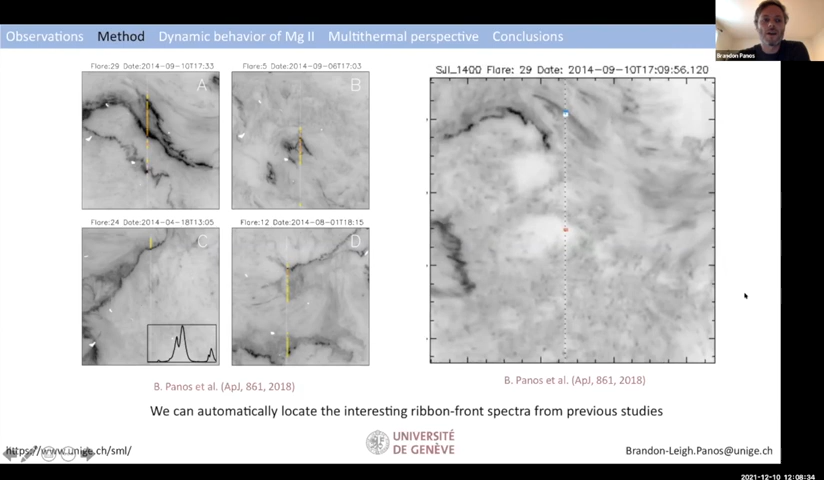 Observations Method Dynamic behavior of Mg II Multithermal perspective Conclusions
Brandon Panos
Flare:29 Date:2014-09-10T17:33
Flare:5 Date:2014-09-06T17:03
A
B
Flare:24 Date:2014-04-18T13:05
Flare:12 Date:2014-08-01T18:15
C
D
B. Panos et al. (ApJ, 861, 2018)
SJI_1400 Flare: 29 Date: 2014-09-10T17:09:56.120
B. Panos et al. (ApJ, 861, 2018)
We can automatically locate the interesting ribbon-front spectra from previous studies
https://www.unige.ch/sml/
UNIVERSITÉ
DE GENÈVE
Brandon-Leigh.Panos@unige.ch
2021-12-10 12:08:34